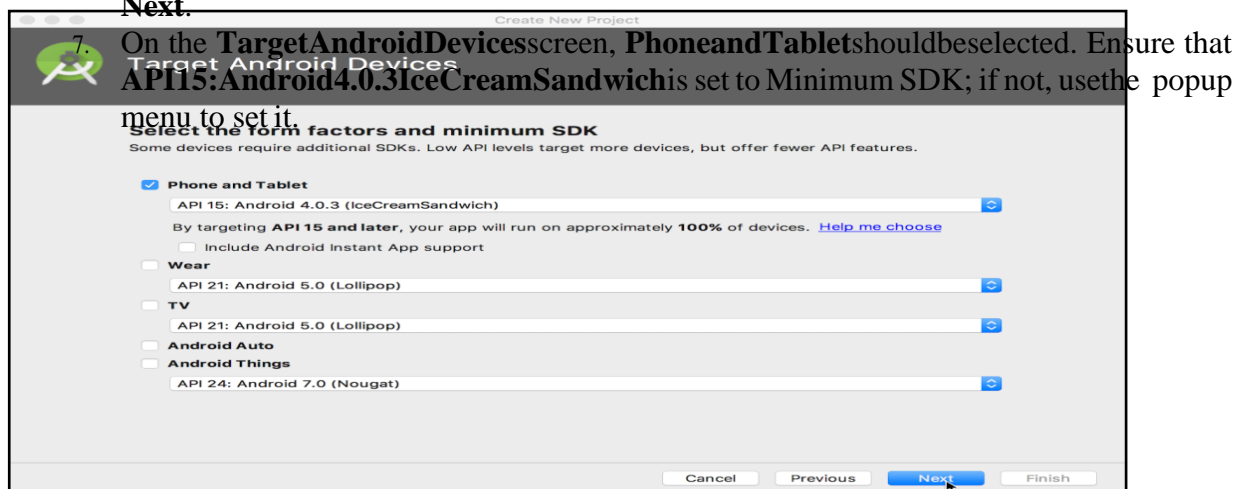 Next.
Create New Project
7. On the TargetAndroidDevicesscreen, PhoneandTabletshouldbeselected. Ensure that
Target Android Devices
API15:Android4.0.3IceCreamSandwichis set to Minimum SDK; if not, usethe popup
menu to set it.
Select the form factors and minimum SDK
Some devices require additional SDKs. Low API levels target more devices, but offer fewer API features.
Phone and Tablet
API 15: Android 4.0.3 (IceCreamSandwich)
By targeting API 15 and later, your app will run on approximately 100% of devices. Help me choose
Include Android Instant App support
Wear
API 21: Android 5.0 (Lollipop)
TV
API 21: Android 5.0 (Lollipop)
Android Auto
Android Things
API 24: Android 7.0 (Nougat)
Cancel Previous Next Finish